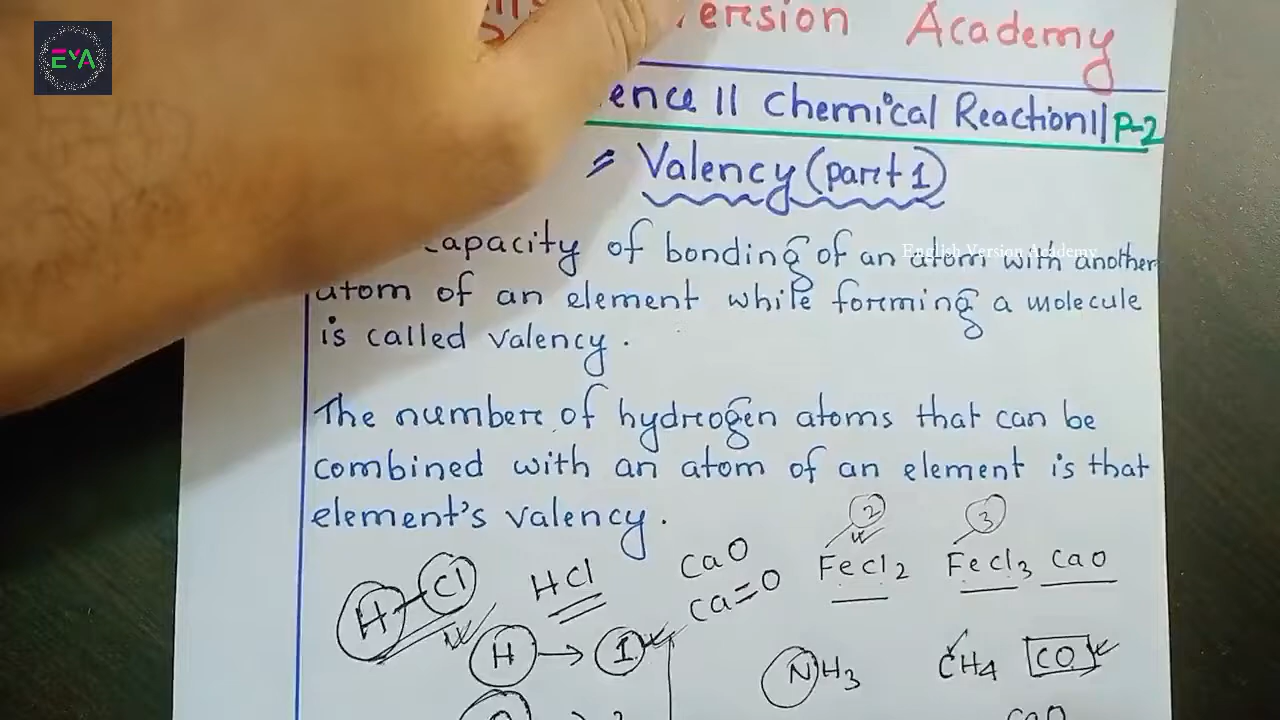 EVA
ersion Academy
ence || Chemical Reaction || P-2
= Valency (part 1)
capacity of bonding of an atom with another
English Version Academy
atom of an element while forming a molecule
is called valency.
The number of hydrogen atoms that can be
combined with an atom of an element is that
element's valency.
2 3
H-Cl HCl CaO FeCl2 FeCl3 CaO
Ca=O
H → 1 NH3 CH4 CO
CaO